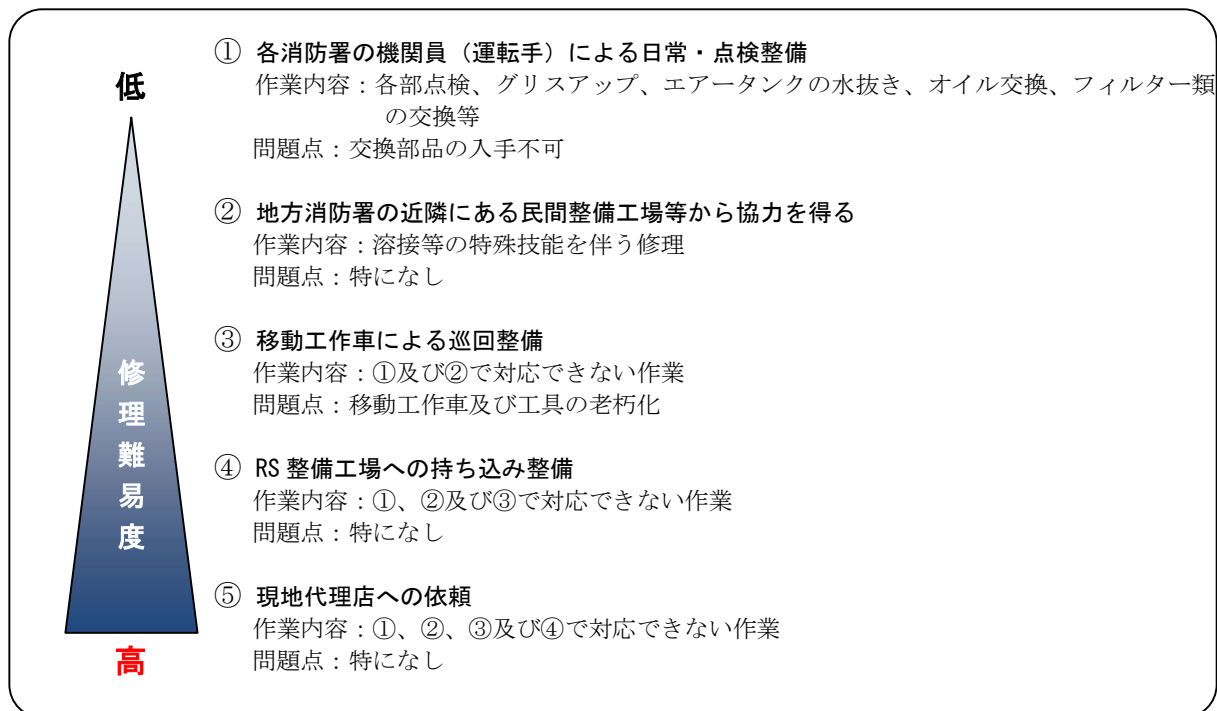 低
修理難易度
高
① 各消防署の機関員（運転手）による日常・点検整備
作業内容：各部点検、グリスアップ、エアータンクの水抜き、オイル交換、フィルター類
の交換等
問題点：交換部品の入手不可
② 地方消防署の近隣にある民間整備工場等から協力を得る
作業内容：溶接等の特殊技能を伴う修理
問題点：特になし
③ 移動工作車による巡回整備
作業内容：①及び②で対応できない作業
問題点：移動工作車及び工具の老朽化
④ RS 整備工場への持ち込み整備
作業内容：①、②及び③で対応できない作業
問題点：特になし
⑤ 現地代理店への依頼
作業内容：①、②、③及び④で対応できない作業
問題点：特になし